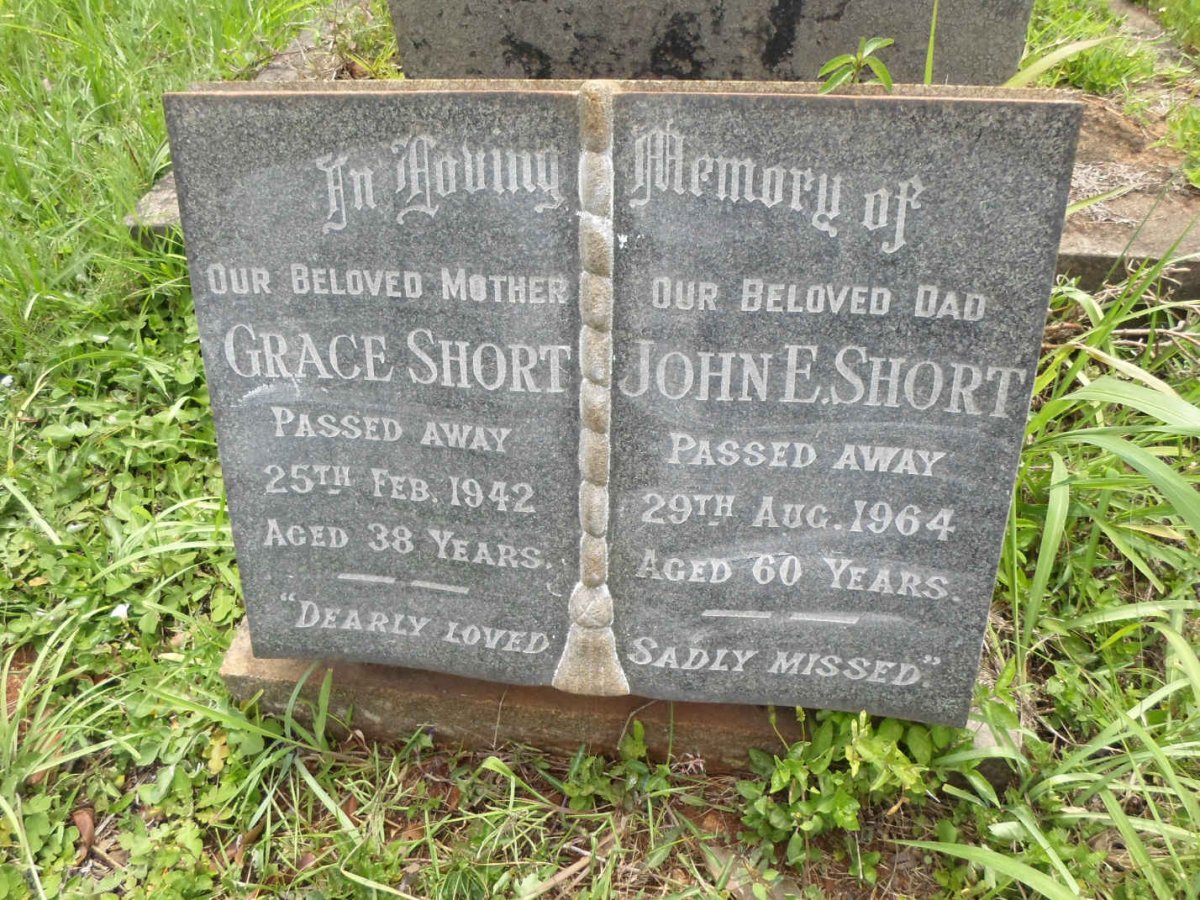 In Loving Memory of
OUR BELOVED MOTHER
GRACE SHORT
PASSED AWAY
25TH FEB. 1942
AGED 38 YEARS.
"DEARLY LOVED
OUR BELOVED DAD
JOHN E. SHORT
PASSED AWAY
29TH AUG. 1964
AGED 60 YEARS.
SADLY MISSED."